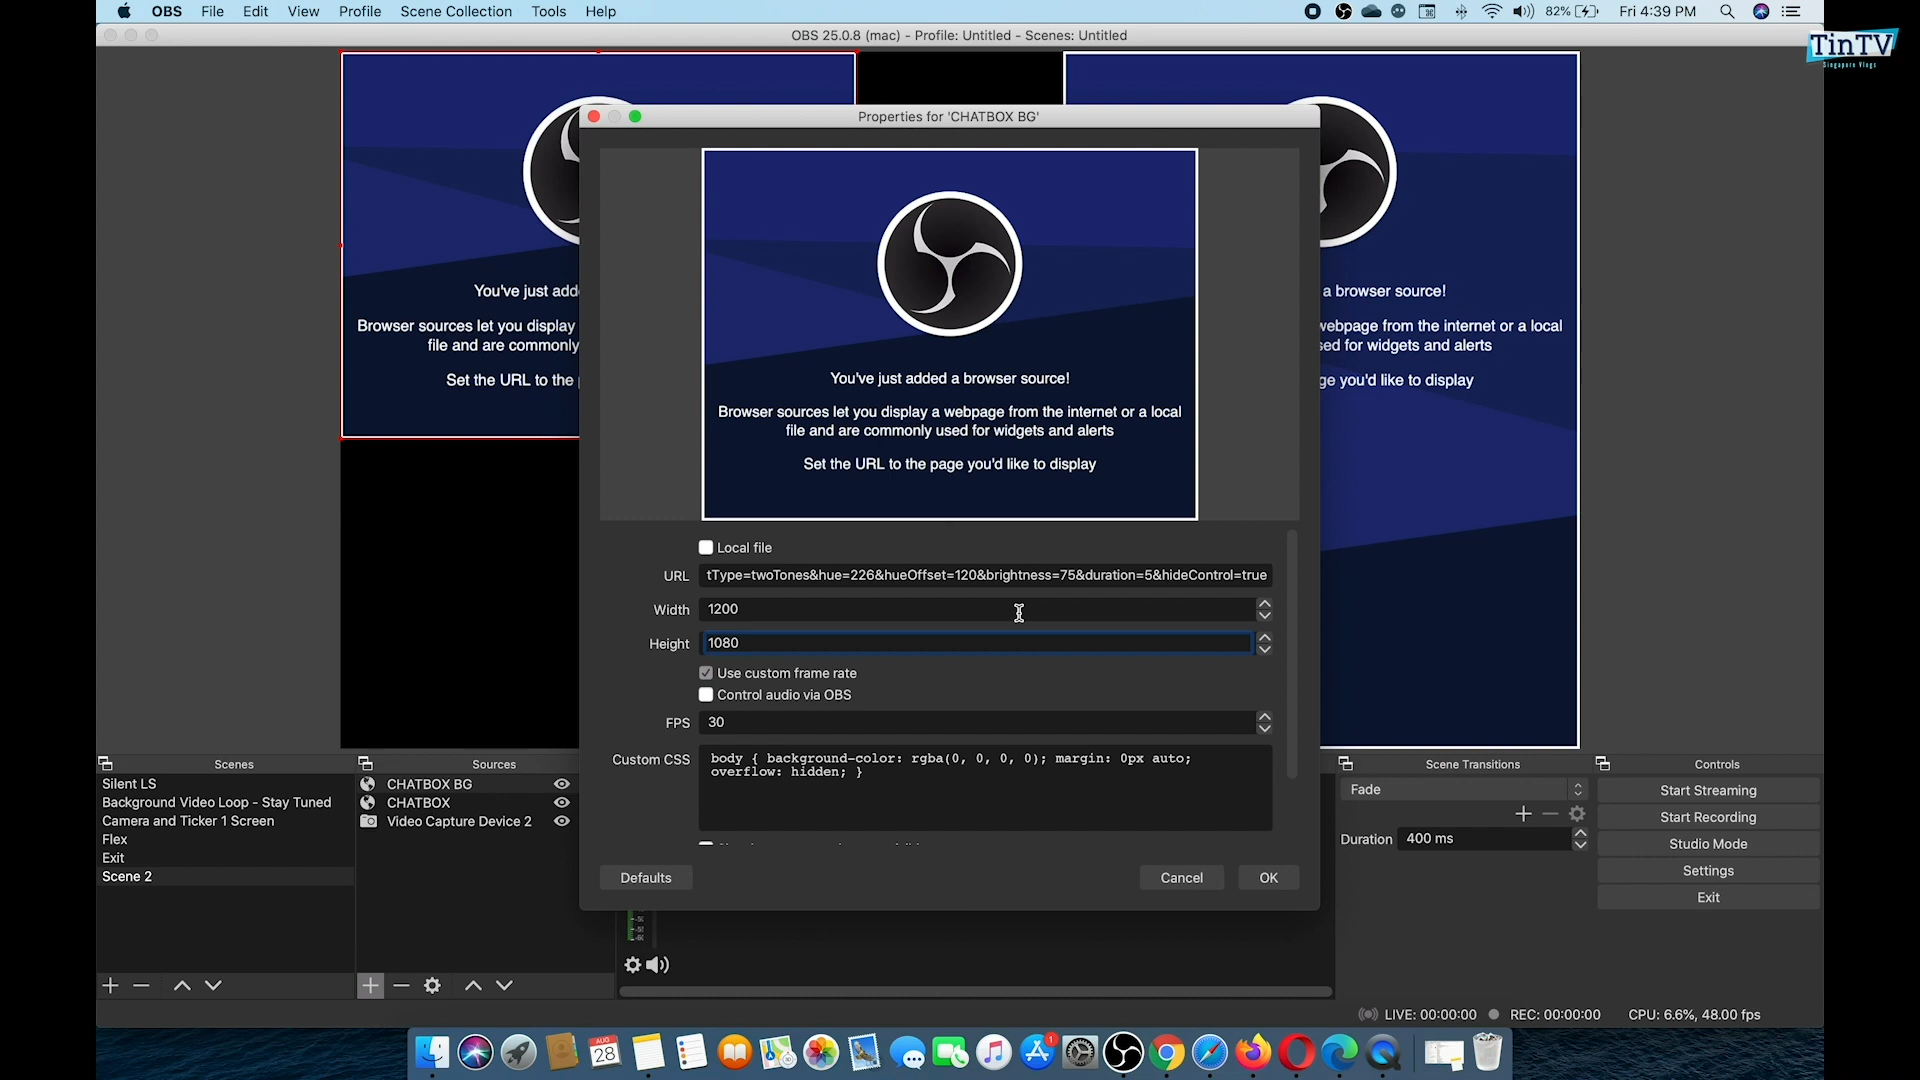 OBS File Edit View Profile Scene Collection Tools Help
82% Fri 4:39 PM
OBS 25.0.8 (mac) - Profile: Untitled - Scenes: Untitled
TinTV
Singapore Vlogs
Properties for 'CHATBOX BG'
You've just add
Browser sources let you display
file and are commonly
Set the URL to the
You've just added a browser source!
Browser sources let you display a webpage from the internet or a local
file and are commonly used for widgets and alerts
Set the URL to the page you'd like to display
a browser source!
webpage from the internet or a local
sed for widgets and alerts
ge you'd like to display
Local file
URL tType=twoTones&hue=226&hueOffset=120&brightness=75&duration=5&hideControl=true
Width 1200
Height 1080
Use custom frame rate
Control audio via OBS
FPS 30
Custom CSS body { background-color: rgba(0, 0, 0, 0); margin: 0px auto;
overflow: hidden; }
Defaults Cancel OK
Scenes
Silent LS
Background Video Loop - Stay Tuned
Camera and Ticker 1 Screen
Flex
Exit
Scene 2
Sources
CHATBOX BG
CHATBOX
Video Capture Device 2
Scene Transitions
Fade
Duration 400 ms
Controls
Start Streaming
Start Recording
Studio Mode
Settings
Exit
LIVE: 00:00:00 REC: 00:00:00 CPU: 6.6%, 48.00 fps
AUG
28
1